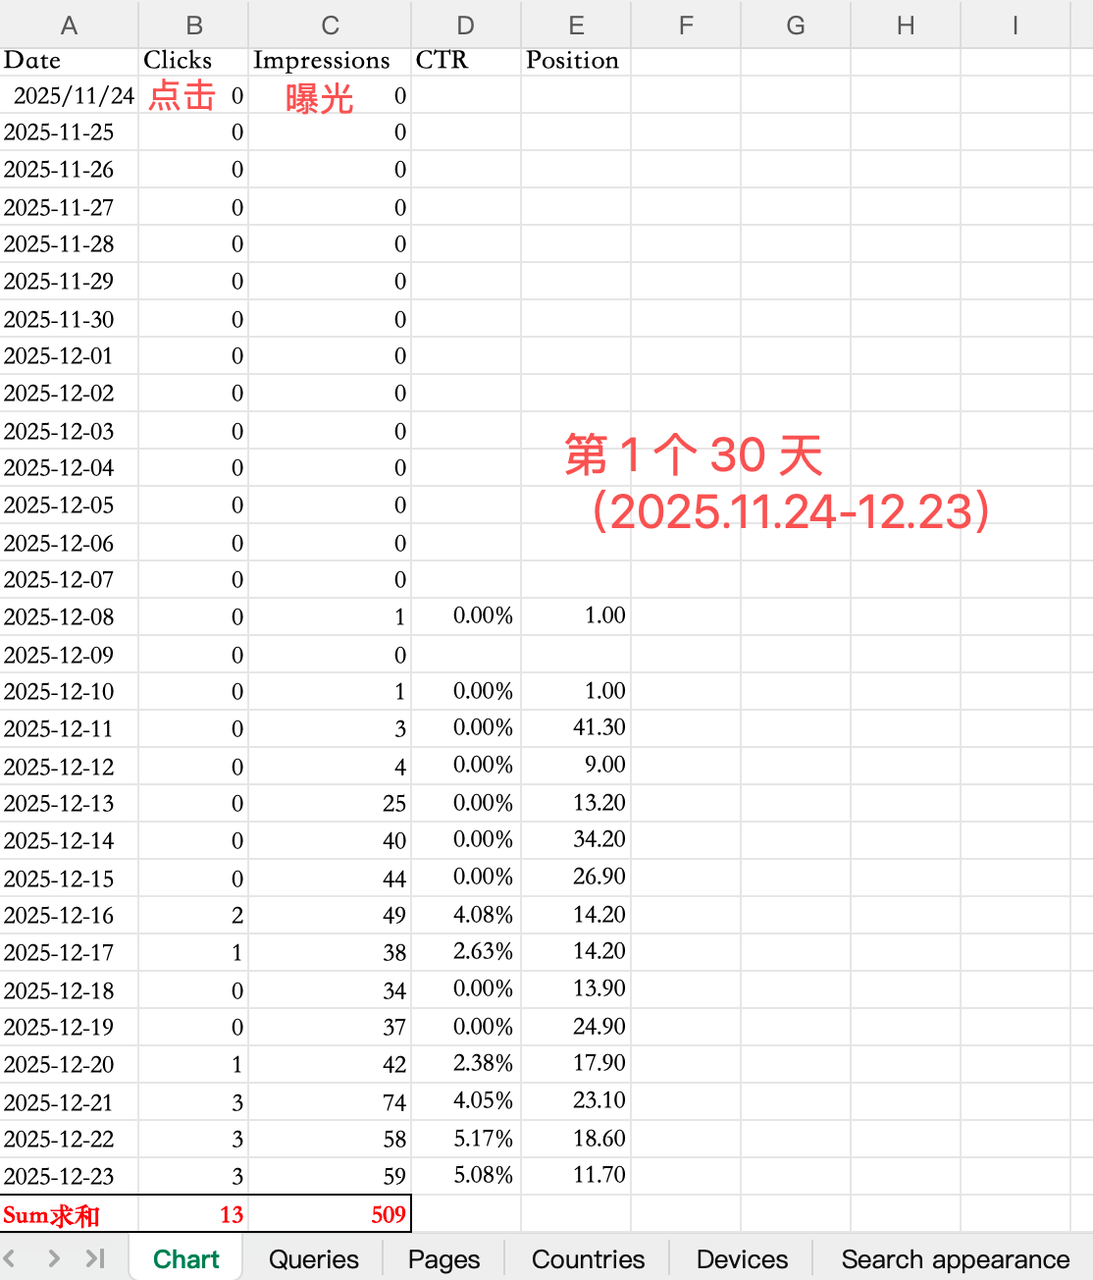 A B C D E F G H I
Date Clicks Impressions CTR Position
2025/11/24 点击 0 曝光 0
2025-11-25 0 0
2025-11-26 0 0
2025-11-27 0 0
2025-11-28 0 0
2025-11-29 0 0
2025-11-30 0 0
2025-12-01 0 0
2025-12-02 0 0
2025-12-03 0 0
第 1 个 30 天
2025-12-04 0 0
2025-12-05 0 0
（2025.11.24-12.23）
2025-12-06 0 0
2025-12-07 0 0
2025-12-08 0 1 0.00% 1.00
2025-12-09 0 0
2025-12-10 0 1 0.00% 1.00
2025-12-11 0 3 0.00% 41.30
2025-12-12 0 4 0.00% 9.00
2025-12-13 0 25 0.00% 13.20
2025-12-14 0 40 0.00% 34.20
2025-12-15 0 44 0.00% 26.90
2025-12-16 2 49 4.08% 14.20
2025-12-17 1 38 2.63% 14.20
2025-12-18 0 34 0.00% 13.90
2025-12-19 0 37 0.00% 24.90
2025-12-20 1 42 2.38% 17.90
2025-12-21 3 74 4.05% 23.10
2025-12-22 3 58 5.17% 18.60
2025-12-23 3 59 5.08% 11.70
Sum求和 13 509
Chart Queries Pages Countries Devices Search appearance